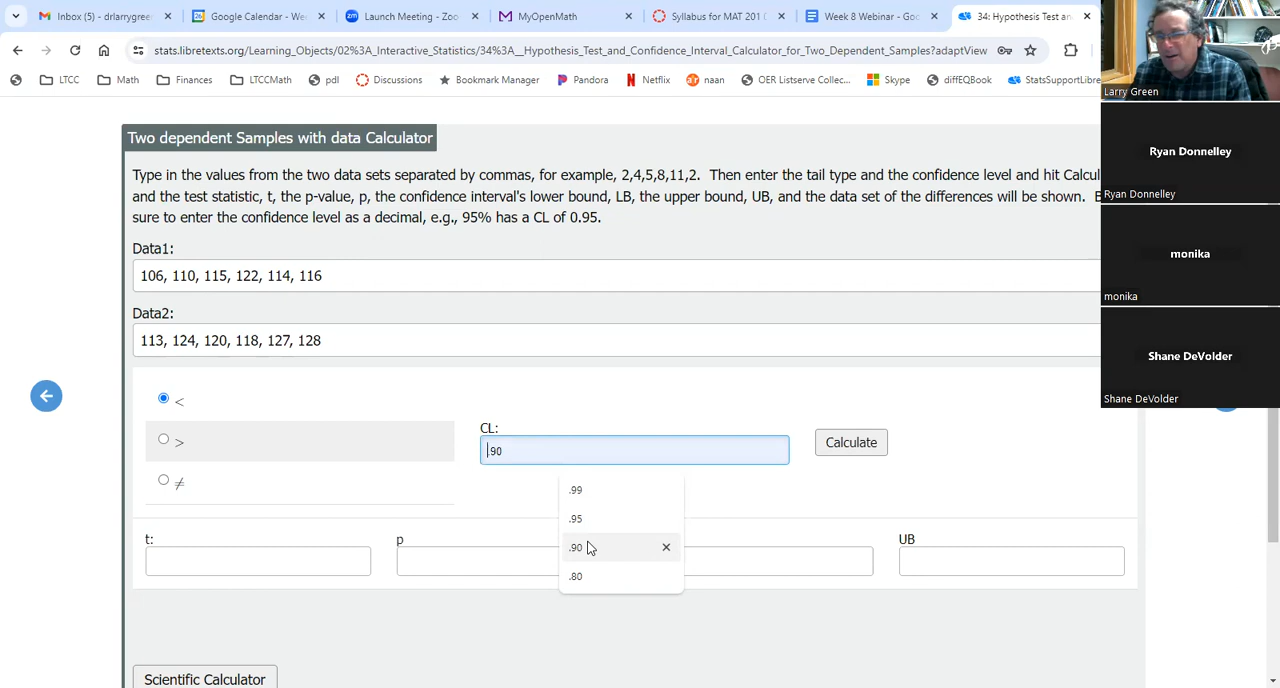 Inbox (5) - drlarrygree
Google Calendar - We
Launch Meeting - Zoo
MyOpenMath
Syllabus for MAT 201
Week 8 Webinar - Goo
34: Hypothesis Test an
stats.libretexts.org/Learning_Objects/02%3A_Interactive_Statistics/34%3A_Hypothesis_Test_and_Confidence_Interval_Calculator_for_Two_Dependent_Samples?adaptView
LTCC
Math
Finances
LTCCMath
pdl
Discussions
Bookmark Manager
Pandora
Netflix
naan
OER Listserve Collec...
Skype
diffEQBook
StatsSupportLibre
Larry Green
Two dependent Samples with data Calculator
Ryan Donnelley
Ryan Donnelley
Type in the values from the two data sets separated by commas, for example, 2,4,5,8,11,2. Then enter the tail type and the confidence level and hit Calcul
and the test statistic, t, the p-value, p, the confidence interval's lower bound, LB, the upper bound, UB, and the data set of the differences will be shown.
sure to enter the confidence level as a decimal, e.g., 95% has a CL of 0.95.
Data1:
106, 110, 115, 122, 114, 116
monika
monika
Data2:
113, 124, 120, 118, 127, 128
Shane DeVolder
Shane DeVolder
<
CL:
.90
Calculate
>
≠
.99
.95
.90
.80
t:
p
UB
Scientific Calculator